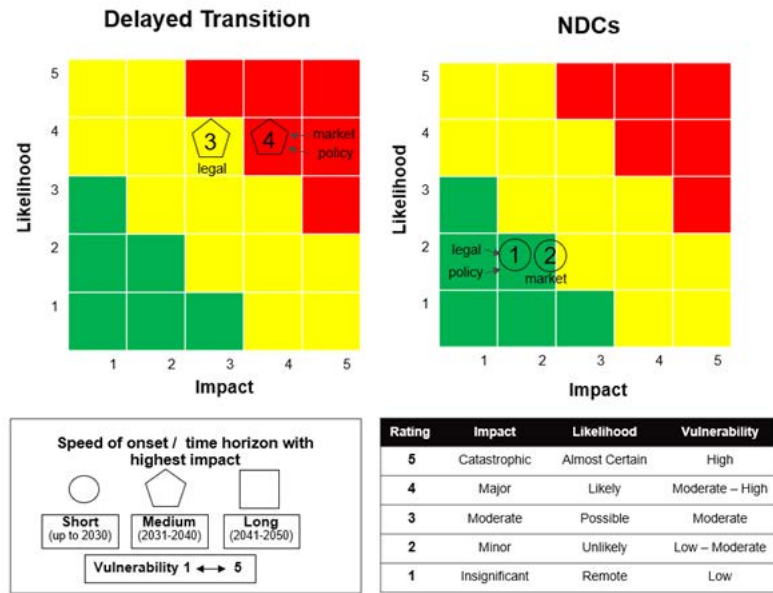 Delayed Transition
NDCs
Likelihood
5
4
3
2
1
3
legal
4
market
policy
1 2 3 4 5
Impact
Likelihood
5
4
3
2
1
legal
policy
1
2
market
1 2 3 4 5
Impact
Speed of onset / time horizon with
highest impact
Short
(up to 2030)
Medium
(2031-2040)
Long
(2041-2050)
Vulnerability 1 ↔ 5
Rating Impact Likelihood Vulnerability
5 Catastrophic Almost Certain High
4 Major Likely Moderate – High
3 Moderate Possible Moderate
2 Minor Unlikely Low – Moderate
1 Insignificant Remote Low